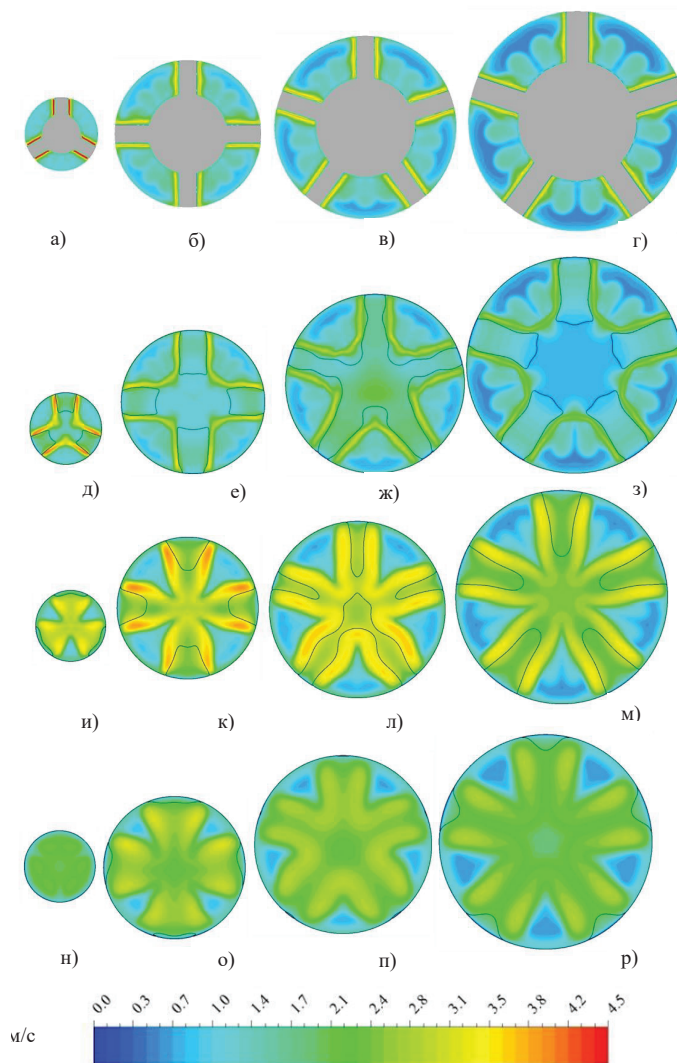 а) б) в) г)
д) е) ж) з)
и) к) л) м)
н) о) п) р)
0.0 0.3 0.7 1.0 1.4 1.7 2.1 2.4 2.8 3.1 3.5 3.8 4.2 4.5
м/с